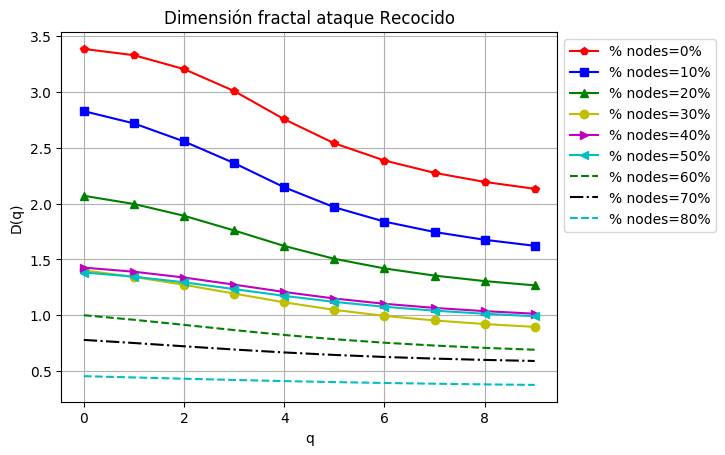 Dimensión fractal ataque Recocido
3.5
3.0
2.5
2.0
1.5
1.0
0.5
D(q)
0 2 4 6 8
q
% nodes=0%
% nodes=10%
% nodes=20%
% nodes=30%
% nodes=40%
% nodes=50%
% nodes=60%
% nodes=70%
% nodes=80%